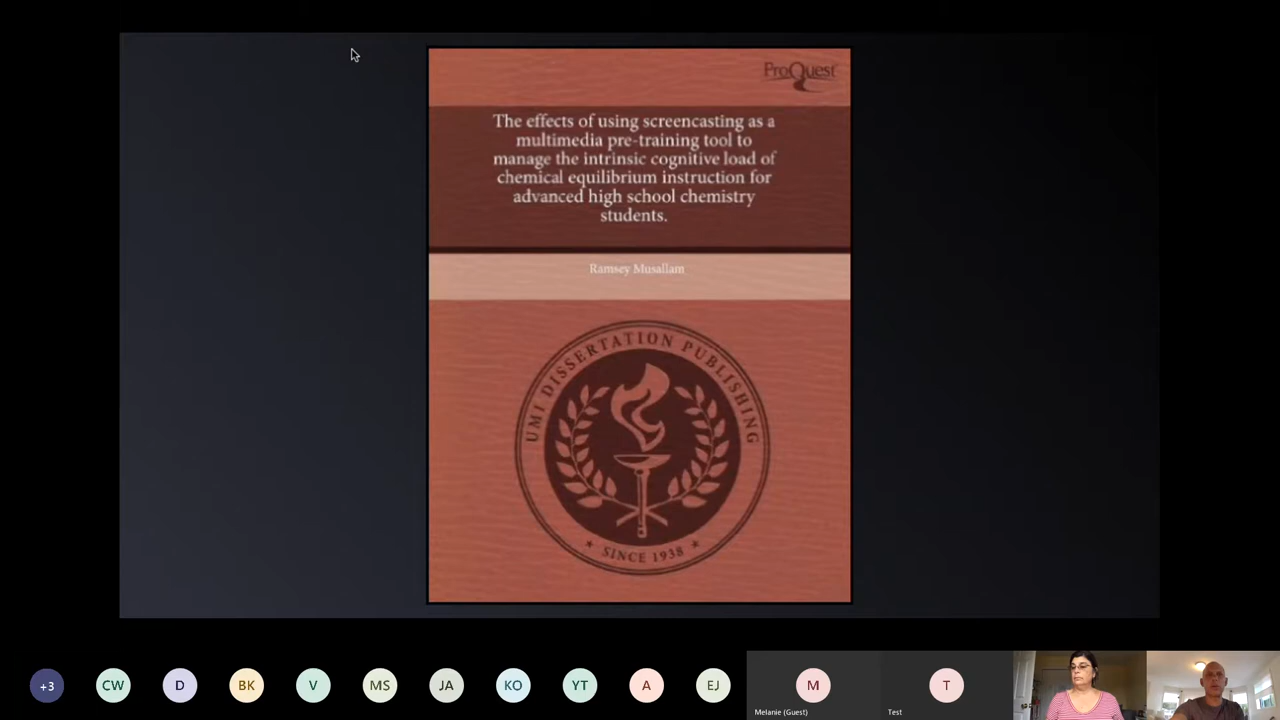 ProQuest
The effects of using screencasting as a
multimedia pre-training tool to
manage the intrinsic cognitive load of
chemical equilibrium instruction for
advanced high school chemistry
students.
Ramsey Musallam
UMI DISSERTATION PUBLISHING
★ SINCE 1938 ★
+3
CW
D
BK
V
MS
JA
KO
YT
A
EJ
M
T
Melanie (Guest)
Test